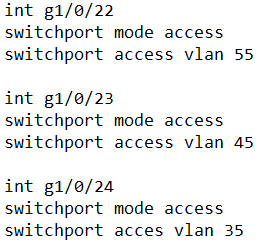 int g1/0/22
switchport mode access
switchport access vlan 55

int g1/0/23
switchport mode access
switchport access vlan 45

int g1/0/24
switchport mode access
switchport acces vlan 35